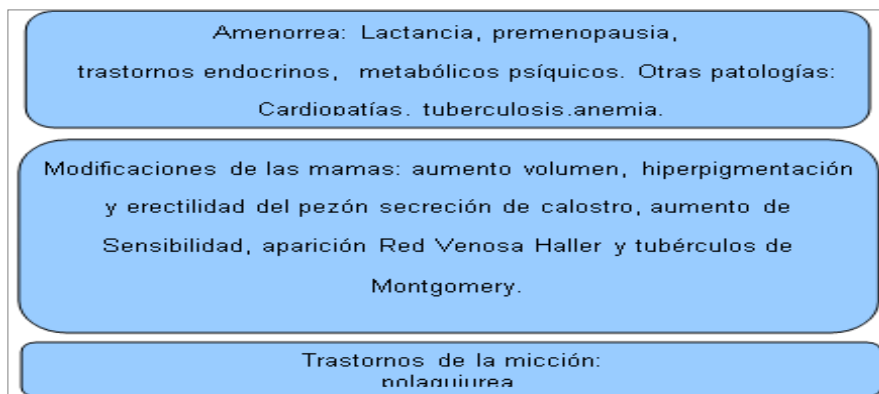 Amenorrea: Lactancia, premenopausia,
trastornos endocrinos, metabólicos psíquicos. Otras patologías:
Cardiopatías. tuberculosis.anemia.
Modificaciones de las mamas: aumento volumen, hiperpigmentación
y erectilidad del pezón secreción de calostro, aumento de
Sensibilidad, aparición Red Venosa Haller y tubérculos de
Montgomery.
Trastornos de la micción:
polaquiurea